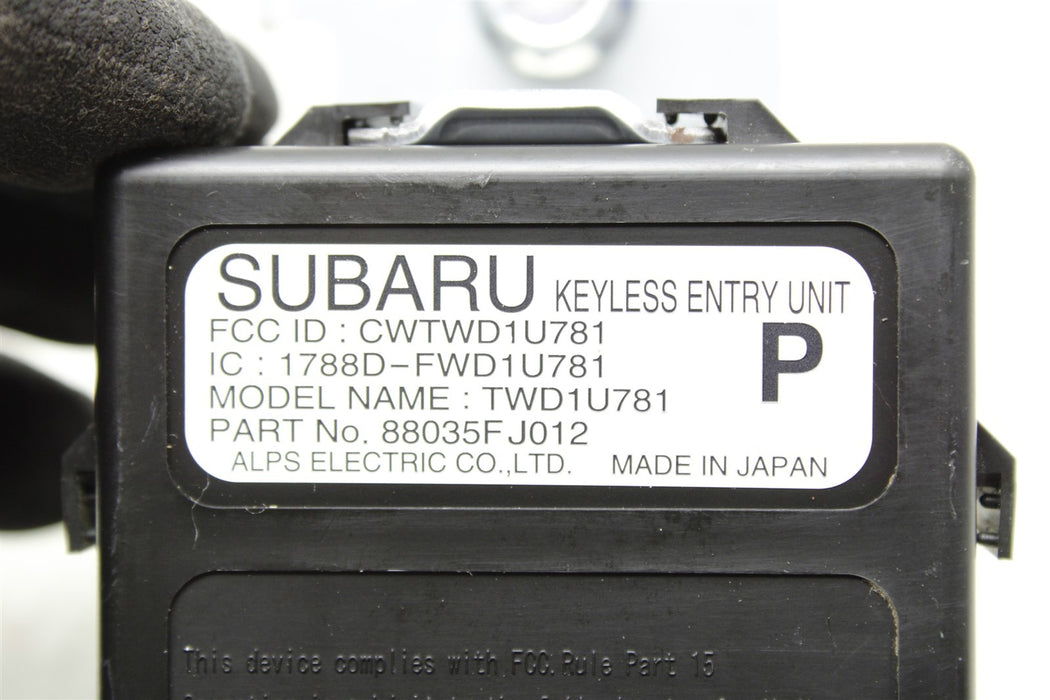 SUBARU KEYLESS ENTRY UNIT
FCC ID : CWTWD1U781
IC : 1788D-FWD1U781
P
MODEL NAME : TWD1U781
PART No. 88035FJ012
ALPS ELECTRIC CO.,LTD. MADE IN JAPAN
This device complies with FCC Rule Part 15